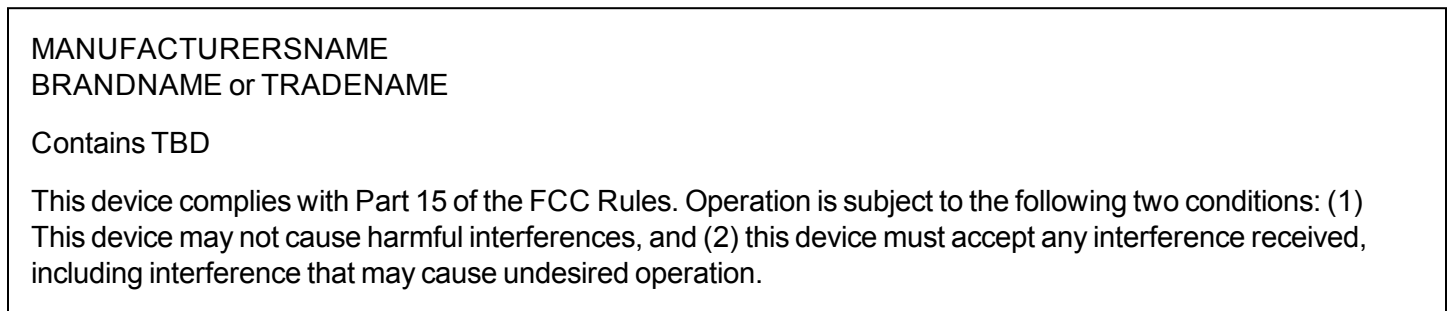 MANUFACTURERSNAME
BRANDNAME or TRADENAME
Contains TBD
This device complies with Part 15 of the FCC Rules. Operation is subject to the following two conditions: (1)
This device may not cause harmful interferences, and (2) this device must accept any interference received,
including interference that may cause undesired operation.